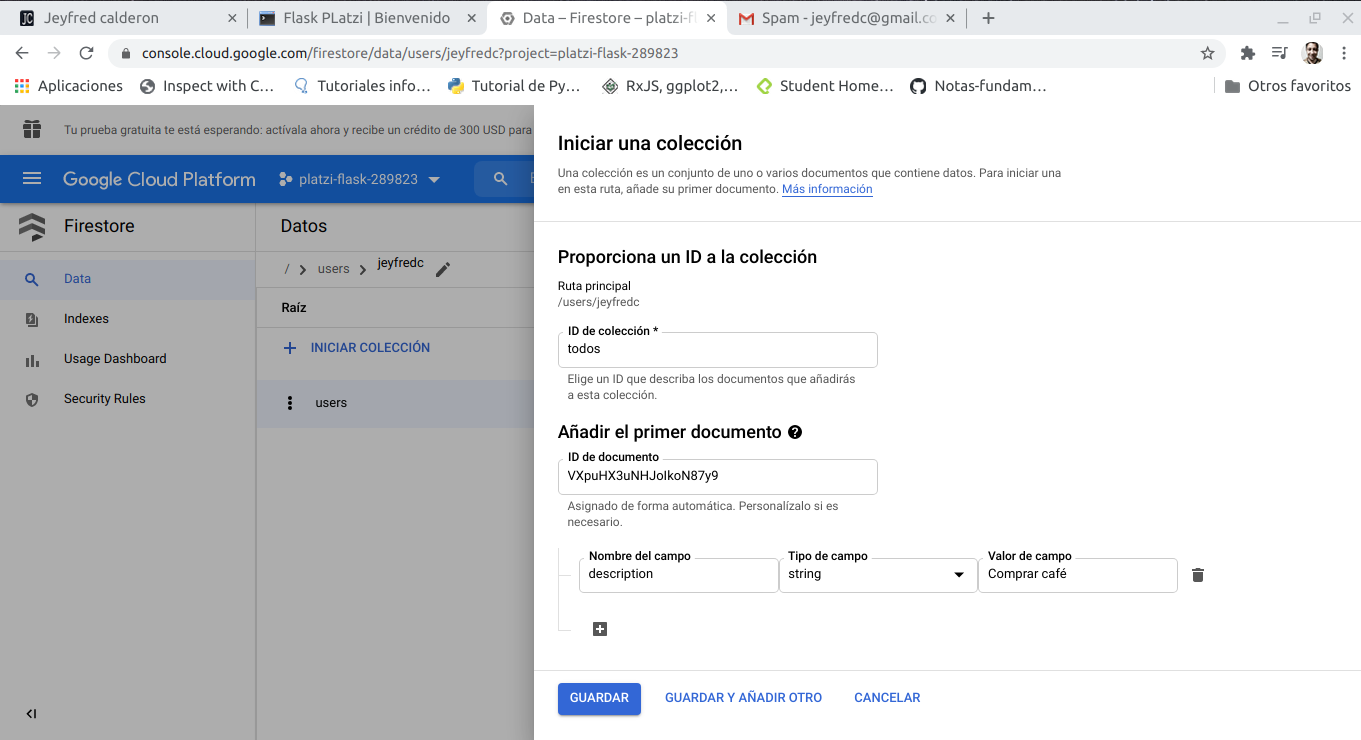 Jeyfred calderon
Flask PLatzi | Bienvenido
Data – Firestore – platzi-fl
Spam - jeyfredc@gmail.co
console.cloud.google.com/firestore/data/users/jeyfredc?project=platzi-flask-289823
Aplicaciones
Inspect with C...
Tutoriales info...
Tutorial de Py...
RxJS, ggplot2,...
Student Home...
Notas-fundam...
Otros favoritos
Tu prueba gratuita te está esperando: actívala ahora y recibe un crédito de 300 USD para
Google Cloud Platform
platzi-flask-289823
Firestore
Data
Indexes
Usage Dashboard
Security Rules
Datos
/ users jeyfredc
Raíz
INICIAR COLECCIÓN
users
Iniciar una colección
Una colección es un conjunto de uno o varios documentos que contiene datos. Para iniciar una
en esta ruta, añade su primer documento. Más información
Proporciona un ID a la colección
Ruta principal
/users/jeyfredc
ID de colección *
todos
Elige un ID que describa los documentos que añadirás
a esta colección.
Añadir el primer documento
ID de documento
VXpuHX3uNHJoIkoN87y9
Asignado de forma automática. Personalízalo si es
necesario.
Nombre del campo
description
Tipo de campo
string
Valor de campo
Comprar café
GUARDAR
GUARDAR Y AÑADIR OTRO
CANCELAR